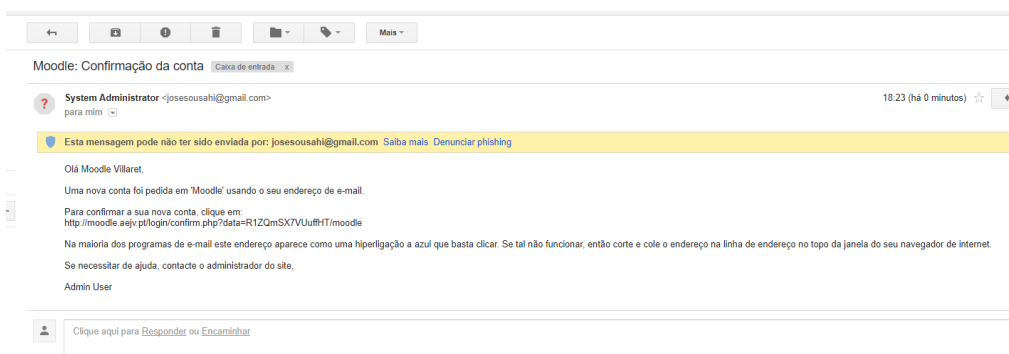 Mais
Moodle: Confirmação da conta Caixa de entrada x
System Administrator <josesousahi@gmail.com> 18:23 (há 0 minutos)
para mim
Esta mensagem pode não ter sido enviada por: josesousahi@gmail.com Saiba mais Denunciar phishing
Olá Moodle Villaret,
Uma nova conta foi pedida em 'Moodle' usando o seu endereço de e-mail.
Para confirmar a sua nova conta, clique em:
http://moodle.aejv.pt/login/confirm.php?data=R1ZQmSX7VUuffHT/moodle
Na maioria dos programas de e-mail este endereço aparece como uma hiperligação a azul que basta clicar. Se tal não funcionar, então corte e cole o endereço na linha de endereço no topo da janela do seu navegador de internet.
Se necessitar de ajuda, contacte o administrador do site,
Admin User
Clique aqui para Responder ou Encaminhar